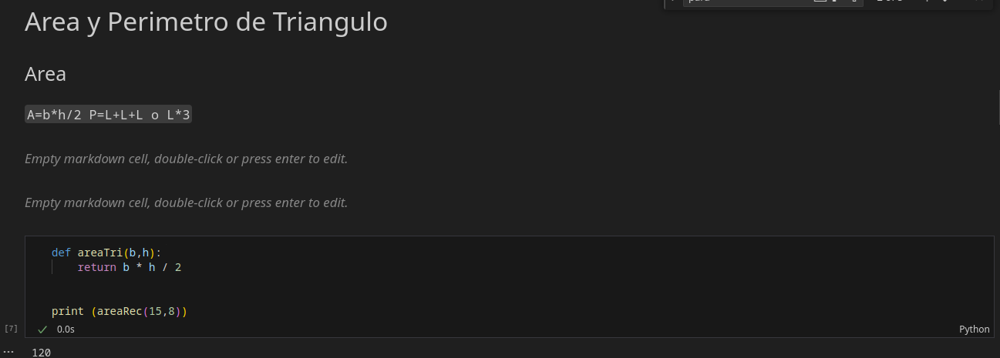 Area y Perimetro de Triangulo
Area
A=b*h/2 P=L+L+L o L*3
Empty markdown cell, double-click or press enter to edit.
Empty markdown cell, double-click or press enter to edit.
def areaTri(b,h):
    return b * h / 2
print (areaRec(15,8))
[7]
0.0s
Python
...
120